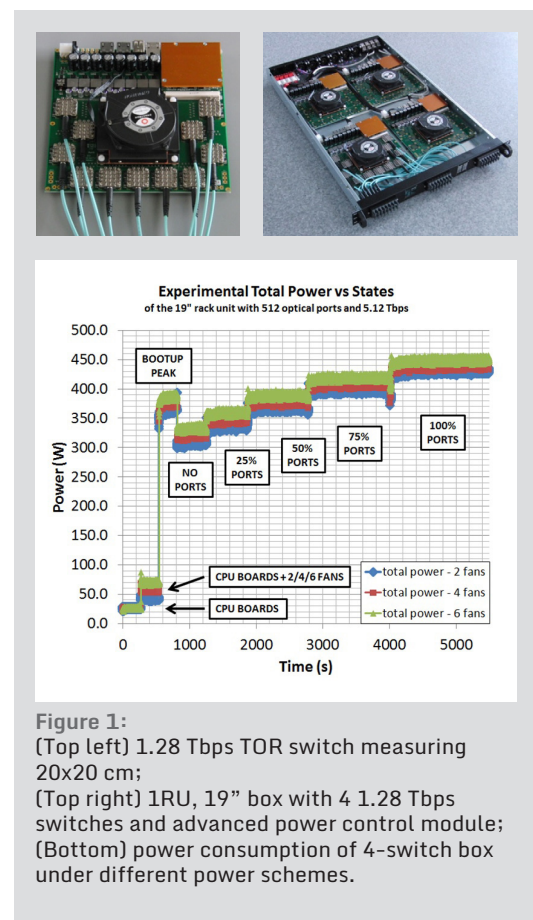 Experimental Total Power vs States
of the 19" rack unit with 512 optical ports and 5.12 Tbps
500.0
450.0
400.0
350.0
300.0
250.0
200.0
150.0
100.0
50.0
0.0
Power (W)
BOOTUP
PEAK
NO
PORTS
25%
PORTS
50%
PORTS
75%
PORTS
100%
PORTS
CPU BOARDS + 2/4/6 FANS
CPU BOARDS
total power - 2 fans
total power - 4 fans
total power - 6 fans
0
1000
2000
3000
4000
5000
Time (s)
Figure 1:
(Top left) 1.28 Tbps TOR switch measuring
20x20 cm;
(Top right) 1RU, 19” box with 4 1.28 Tbps
switches and advanced power control module;
(Bottom) power consumption of 4-switch box
under different power schemes.